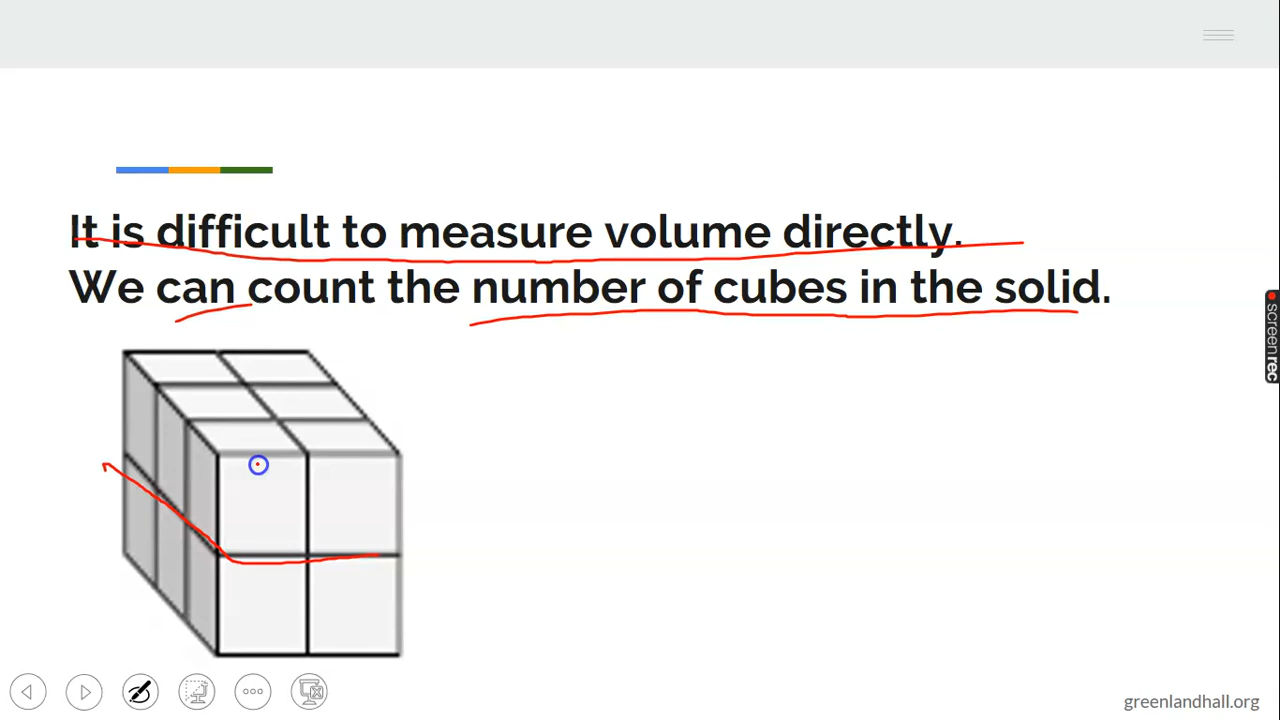 It is difficult to measure volume directly.
We can count the number of cubes in the solid.
screenrec
greenlandhall.org